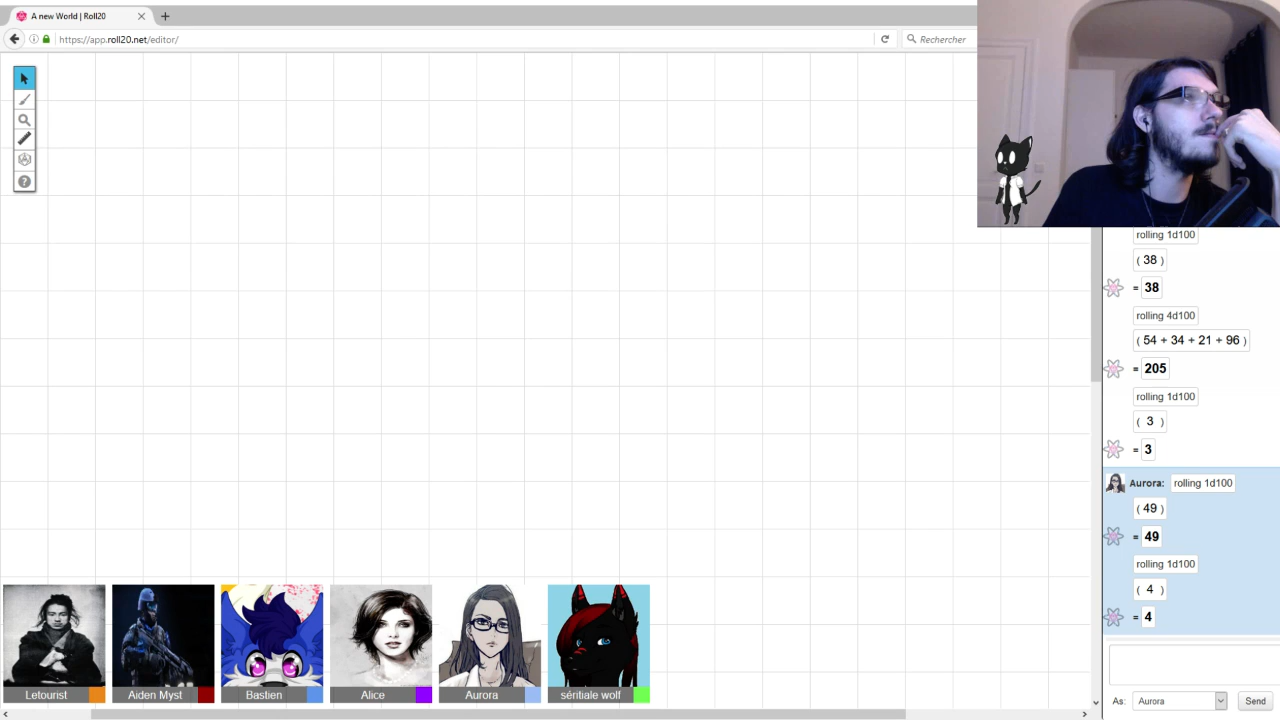 A new World | Roll20
https://app.roll20.net/editor/
Rechercher
rolling 1d100
( 38 )
= 38
rolling 4d100
( 54 + 34 + 21 + 96 )
= 205
rolling 1d100
( 3 )
= 3
Aurora: rolling 1d100
( 49 )
= 49
rolling 1d100
( 4 )
= 4
Letourist
Aiden Myst
Bastien
Alice
Aurora
séritiale wolf
As: Aurora Send